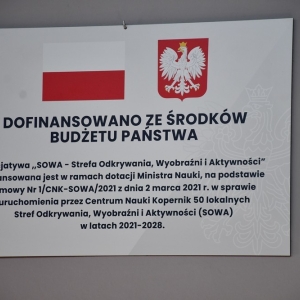 DOFINANSOWANO ZE ŚRODKÓW
BUDŻETU PAŃSTWA
jatywa „SOWA - Strefa Odkrywania, Wyobraźni i Aktywności”
ansowana jest w ramach dotacji Ministra Nauki, na podstawie
mowy Nr 1/CNK-SOWA/2021 z dnia 2 marca 2021 r. w sprawie
uruchomienia przez Centrum Nauki Kopernik 50 lokalnych
Stref Odkrywania, Wyobraźni i Aktywności (SOWA)
w latach 2021-2028.